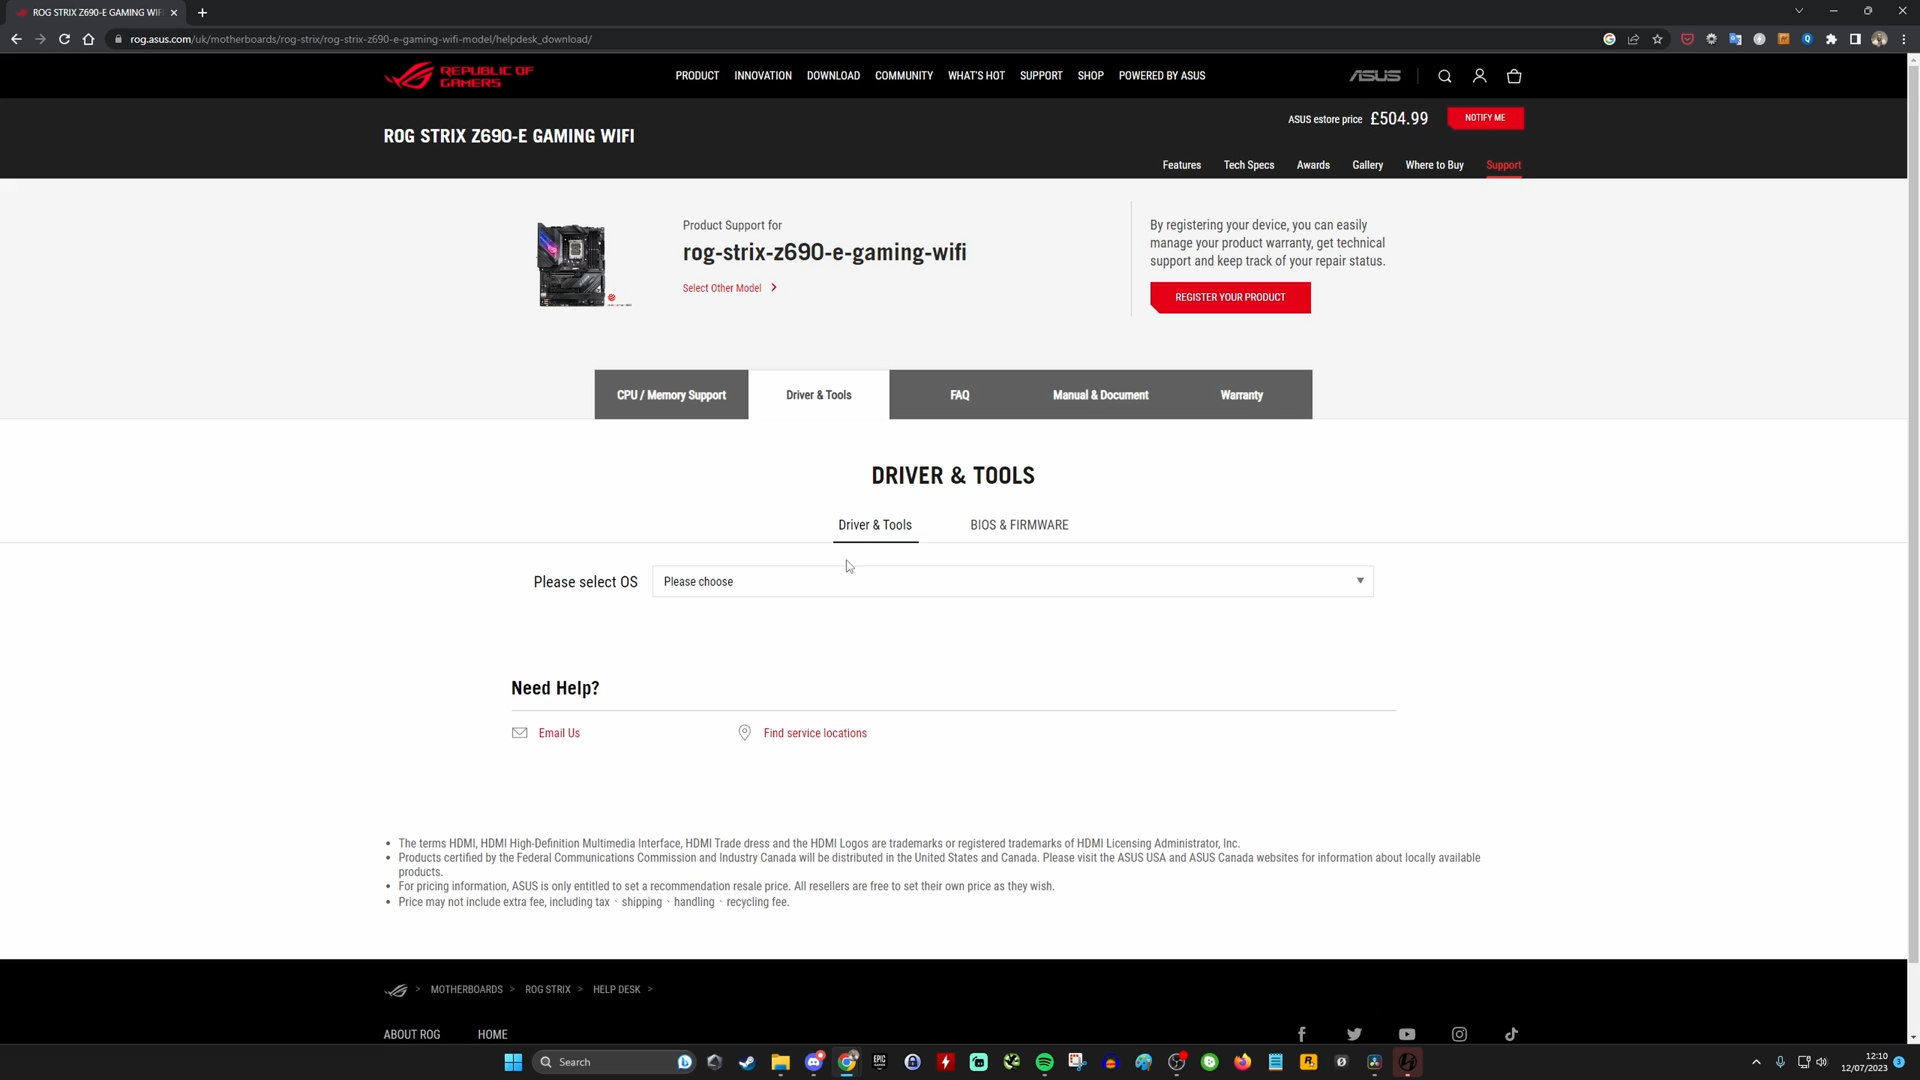 ROG STRIX Z690-E GAMING WIFI
rog.asus.com/uk/motherboards/rog-strix/rog-strix-z690-e-gaming-wifi-model/helpdesk_download/
REPUBLIC OF
GAMERS
PRODUCT INNOVATION DOWNLOAD COMMUNITY WHAT'S HOT SUPPORT SHOP POWERED BY ASUS
ASUS
ROG STRIX Z690-E GAMING WIFI
ASUS estore price £504.99 NOTIFY ME
Features Tech Specs Awards Gallery Where to Buy Support
Product Support for
rog-strix-z690-e-gaming-wifi
Select Other Model
By registering your device, you can easily
manage your product warranty, get technical
support and keep track of your repair status.
REGISTER YOUR PRODUCT
CPU / Memory Support Driver & Tools FAQ Manual & Document Warranty
DRIVER & TOOLS
Driver & Tools BIOS & FIRMWARE
Please select OS Please choose
Need Help?
Email Us Find service locations
• The terms HDMI, HDMI High-Definition Multimedia Interface, HDMI Trade dress and the HDMI Logos are trademarks or registered trademarks of HDMI Licensing Administrator, Inc.
• Products certified by the Federal Communications Commission and Industry Canada will be distributed in the United States and Canada. Please visit the ASUS USA and ASUS Canada websites for information about locally available
products.
• For pricing information, ASUS is only entitled to set a recommendation resale price. All resellers are free to set their own price as they wish.
• Price may not include extra fee, including tax、shipping、handling、recycling fee.
> MOTHERBOARDS > ROG STRIX > HELP DESK >
ABOUT ROG HOME
Search
12:10
12/07/2023
3